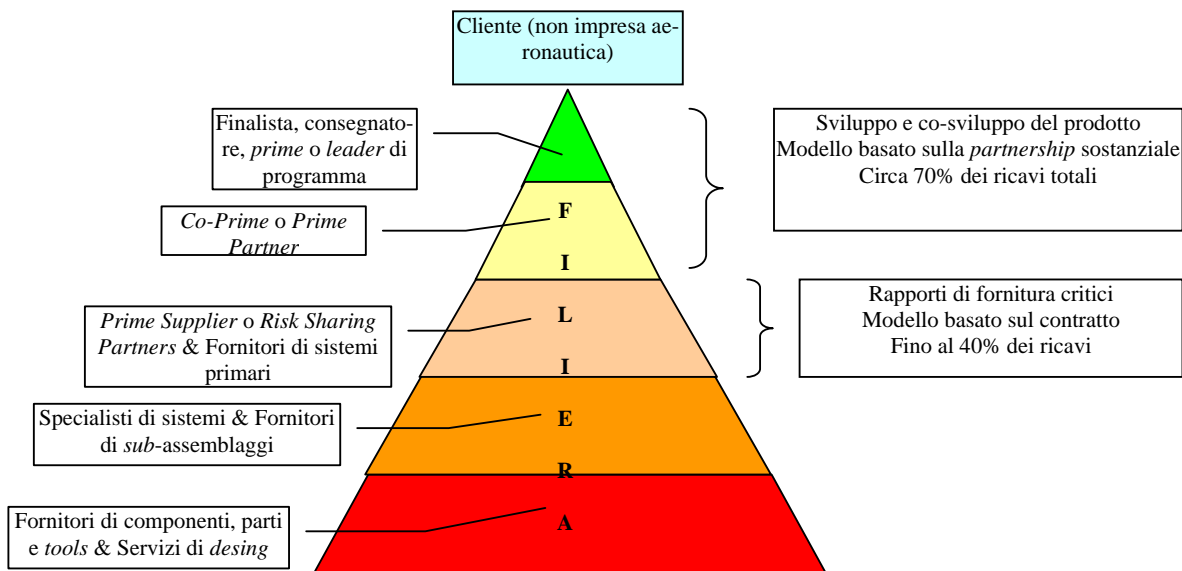 Cliente (non impresa ae-
ronautica)
Finalista, consegnato-
re, prime o leader di
programma
Sviluppo e co-sviluppo del prodotto
Modello basato sulla partnership sostanziale
Circa 70% dei ricavi totali
Co-Prime o Prime
Partner
F
I
L
I
E
R
A
Prime Supplier o Risk Sharing
Partners & Fornitori di sistemi
primari
Rapporti di fornitura critici
Modello basato sul contratto
Fino al 40% dei ricavi
Specialisti di sistemi & Fornitori
di sub-assemblaggi
Fornitori di componenti, parti
e tools & Servizi di desing